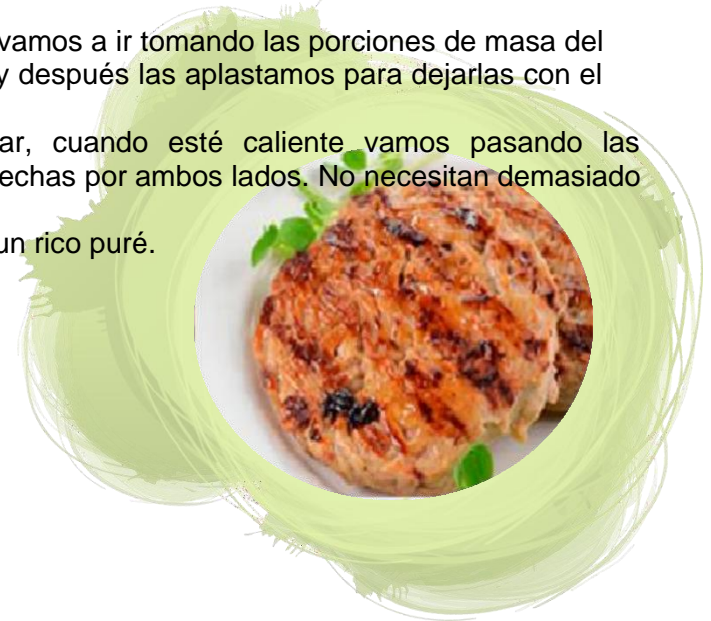 vamos a ir tomando las porciones de masa del
y después las aplastamos para dejarlas con el
ar, cuando esté caliente vamos pasando las
echas por ambos lados. No necesitan demasiado
un rico puré.